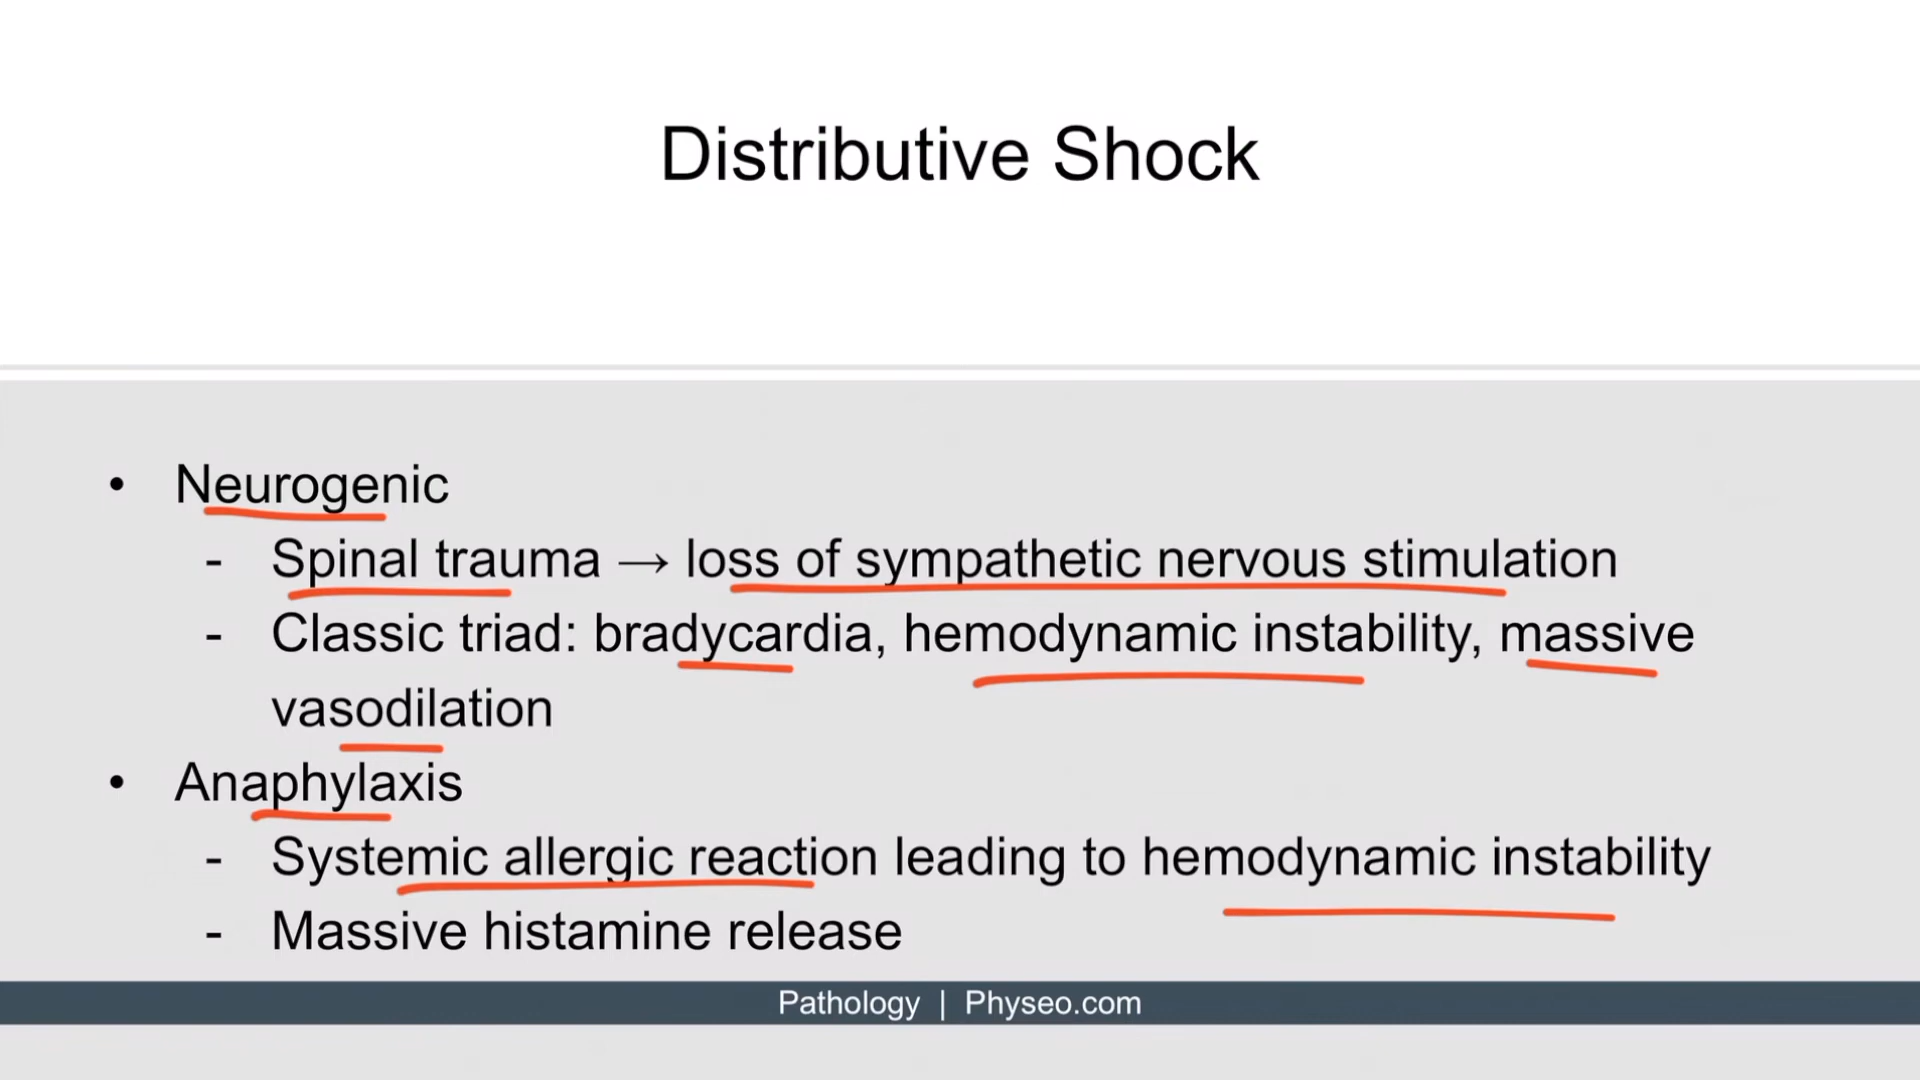 Distributive Shock
• Neurogenic
- Spinal trauma → loss of sympathetic nervous stimulation
- Classic triad: bradycardia, hemodynamic instability, massive
vasodilation
• Anaphylaxis
- Systemic allergic reaction leading to hemodynamic instability
- Massive histamine release
Pathology | Physeo.com